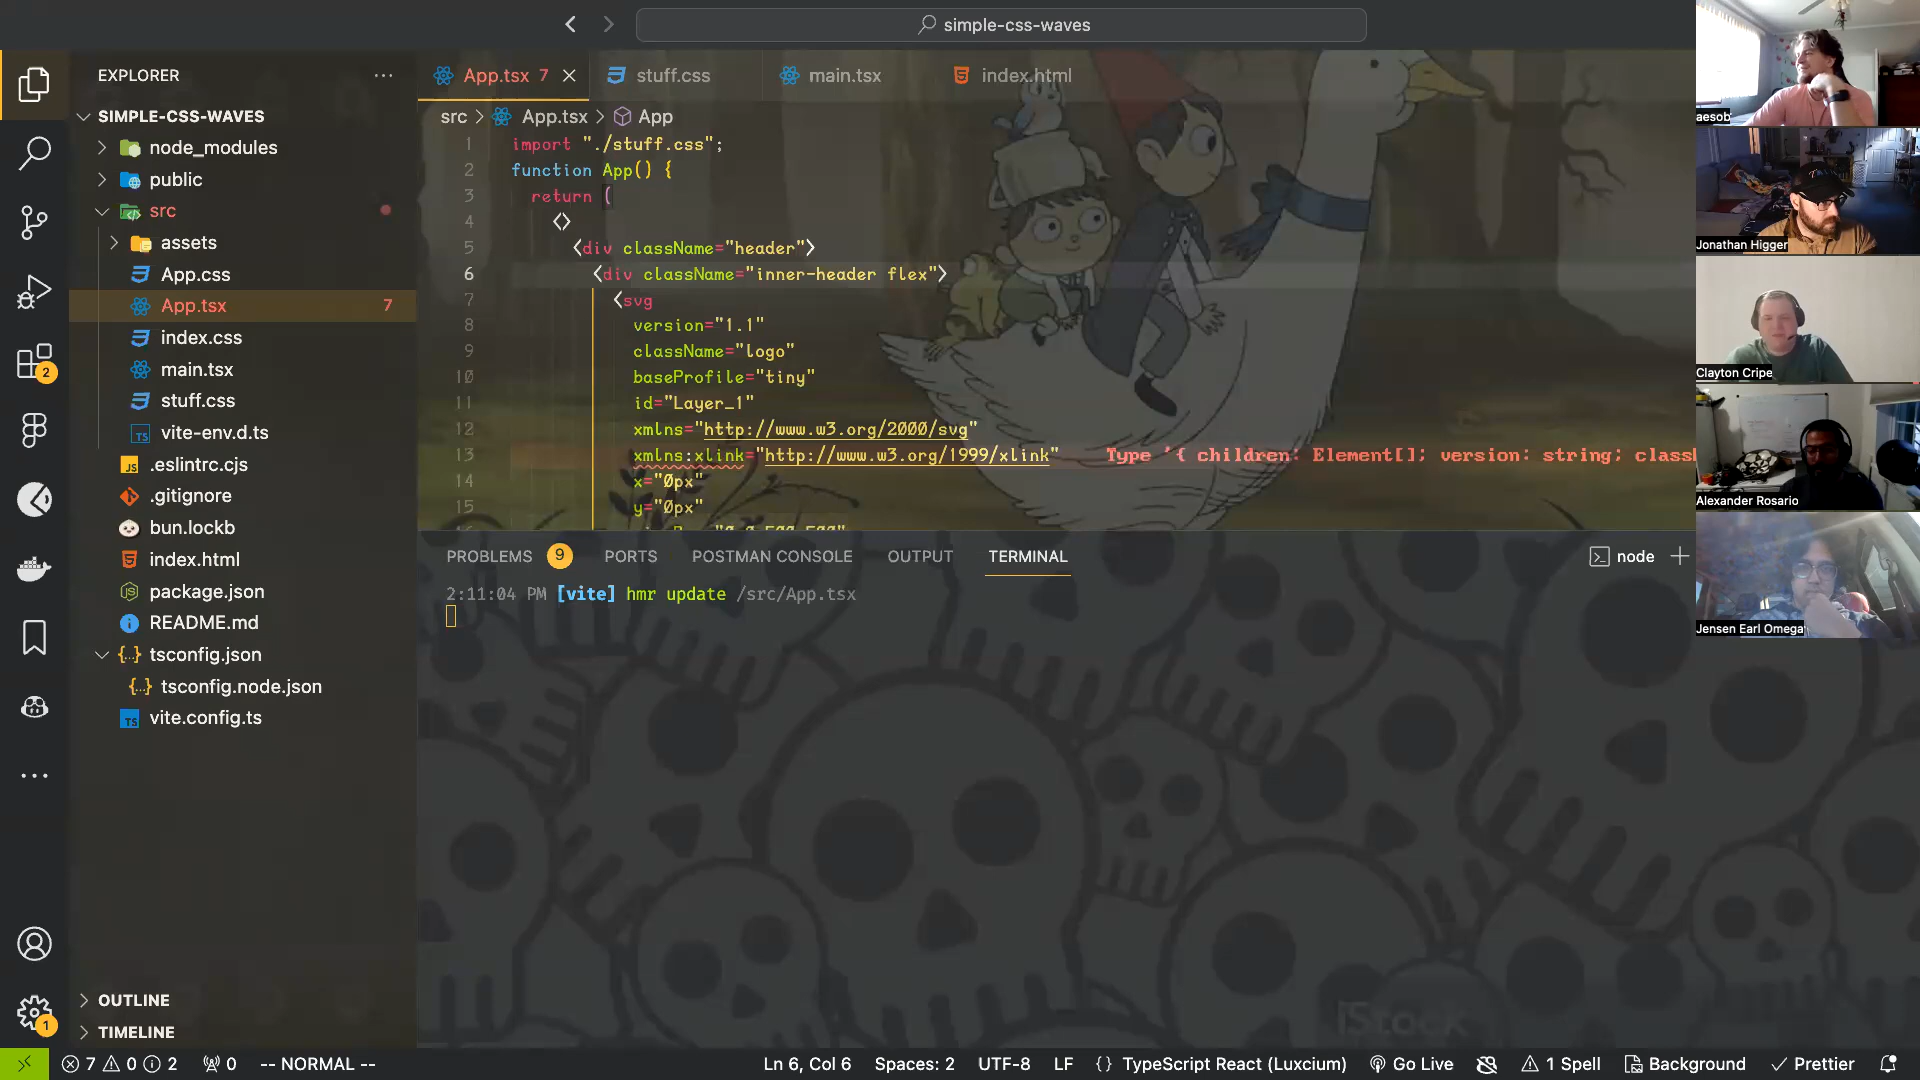 simple-css-waves
EXPLORER
SIMPLE-CSS-WAVES
node_modules
public
src
assets
App.css
App.tsx 7
index.css
main.tsx
stuff.css
vite-env.d.ts
.eslintrc.cjs
.gitignore
bun.lockb
index.html
package.json
README.md
tsconfig.json
tsconfig.node.json
vite.config.ts
OUTLINE
TIMELINE
2
1
App.tsx 7
stuff.css
main.tsx
index.html
src > App.tsx > App
1 import "./stuff.css";
2 function App() {
3 return (
4 <>
5 <div className="header">
6 <div className="inner-header flex">
7 <svg
8 version="1.1"
9 className="logo"
10 baseProfile="tiny"
11 id="Layer_1"
12 xmlns="http://www.w3.org/2000/svg"
13 xmlns:xlink="http://www.w3.org/1999/xlink" Type '{ children: Element[]; version: string; class
14 x="0px"
15 y="0px"
PROBLEMS 9 PORTS POSTMAN CONSOLE OUTPUT TERMINAL
node
2:11:04 PM [vite] hmr update /src/App.tsx
iStock
aesob
Jonathan Higger
Clayton Cripe
Alexander Rosario
Jensen Earl Omega
7 0 2 0 -- NORMAL -- Ln 6, Col 6 Spaces: 2 UTF-8 LF {} TypeScript React (Luxcium) Go Live 1 Spell Background Prettier